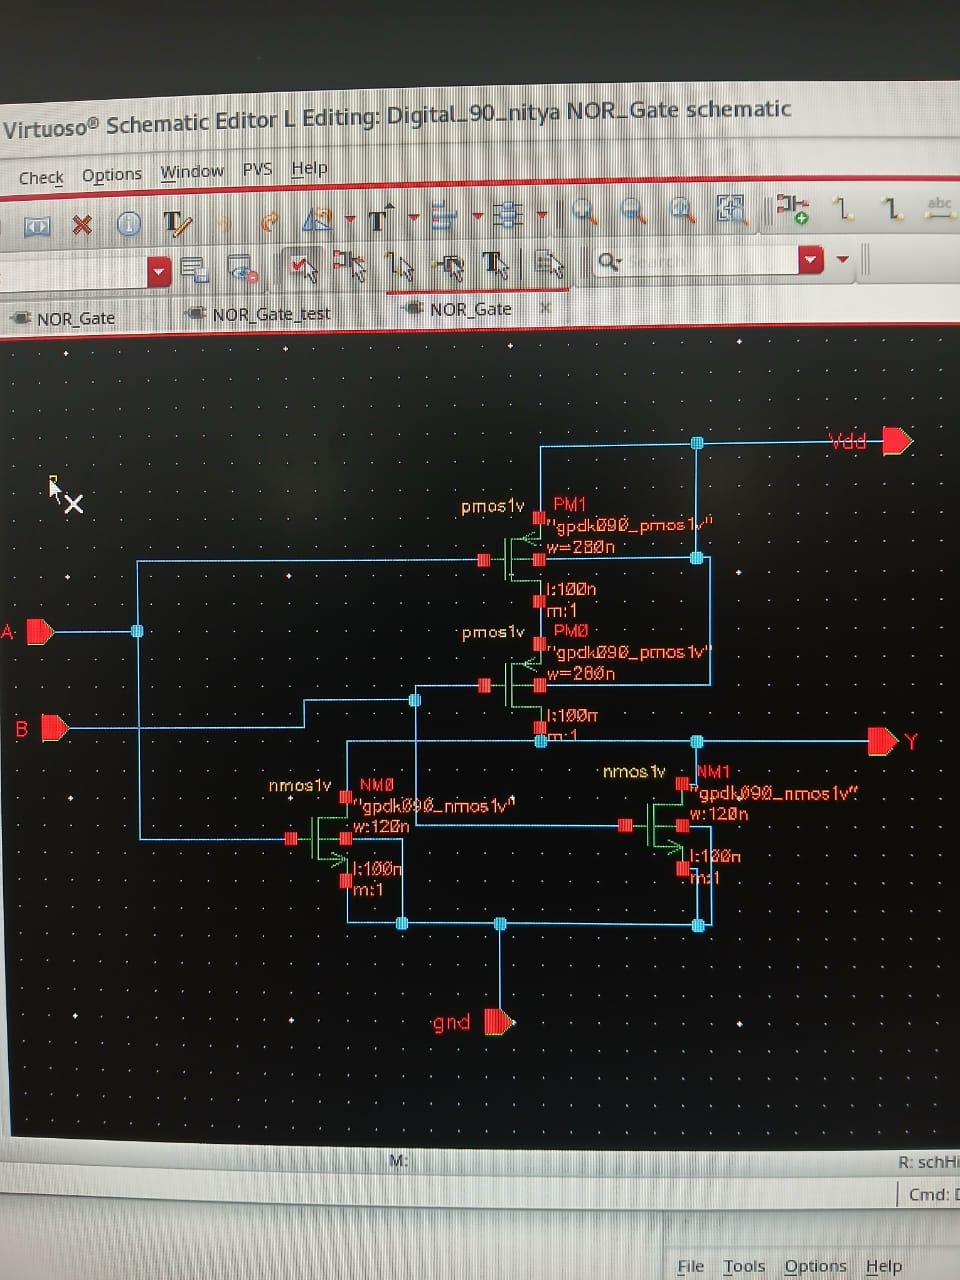 Virtuoso® Schematic Editor L Editing: Digital_90_nitya NOR_Gate schematic
Check Options Window PVS Help
abc
NOR_Gate NOR_Gate_test NOR_Gate
Vdd
pmos1v PM1
"gpdk090_pmos1v"
w=280n
l:100n
m:1
A
pmos1v PM0
"gpdk090_pmos1v"
w=280n
l:100n
m:1
B
Y
nmos1v NM0
"gpdk090_nmos1v"
w:120n
l:100n
m:1
nmos1v NM1
"gpdk090_nmos1v"
w:120n
l:100n
m:1
gnd
M:
R: schHi
Cmd:
File Tools Options Help